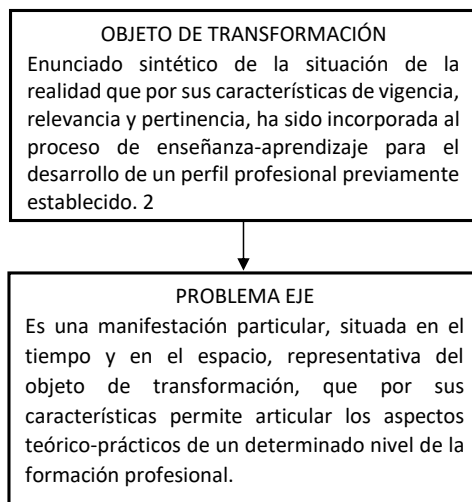 OBJETO DE TRANSFORMACIÓN
Enunciado sintético de la situación de la
realidad que por sus características de vigencia,
relevancia y pertinencia, ha sido incorporada al
proceso de enseñanza-aprendizaje para el
desarrollo de un perfil profesional previamente
establecido. 2
PROBLEMA EJE
Es una manifestación particular, situada en el
tiempo y en el espacio, representativa del
objeto de transformación, que por sus
características permite articular los aspectos
teórico-prácticos de un determinado nivel de la
formación profesional.